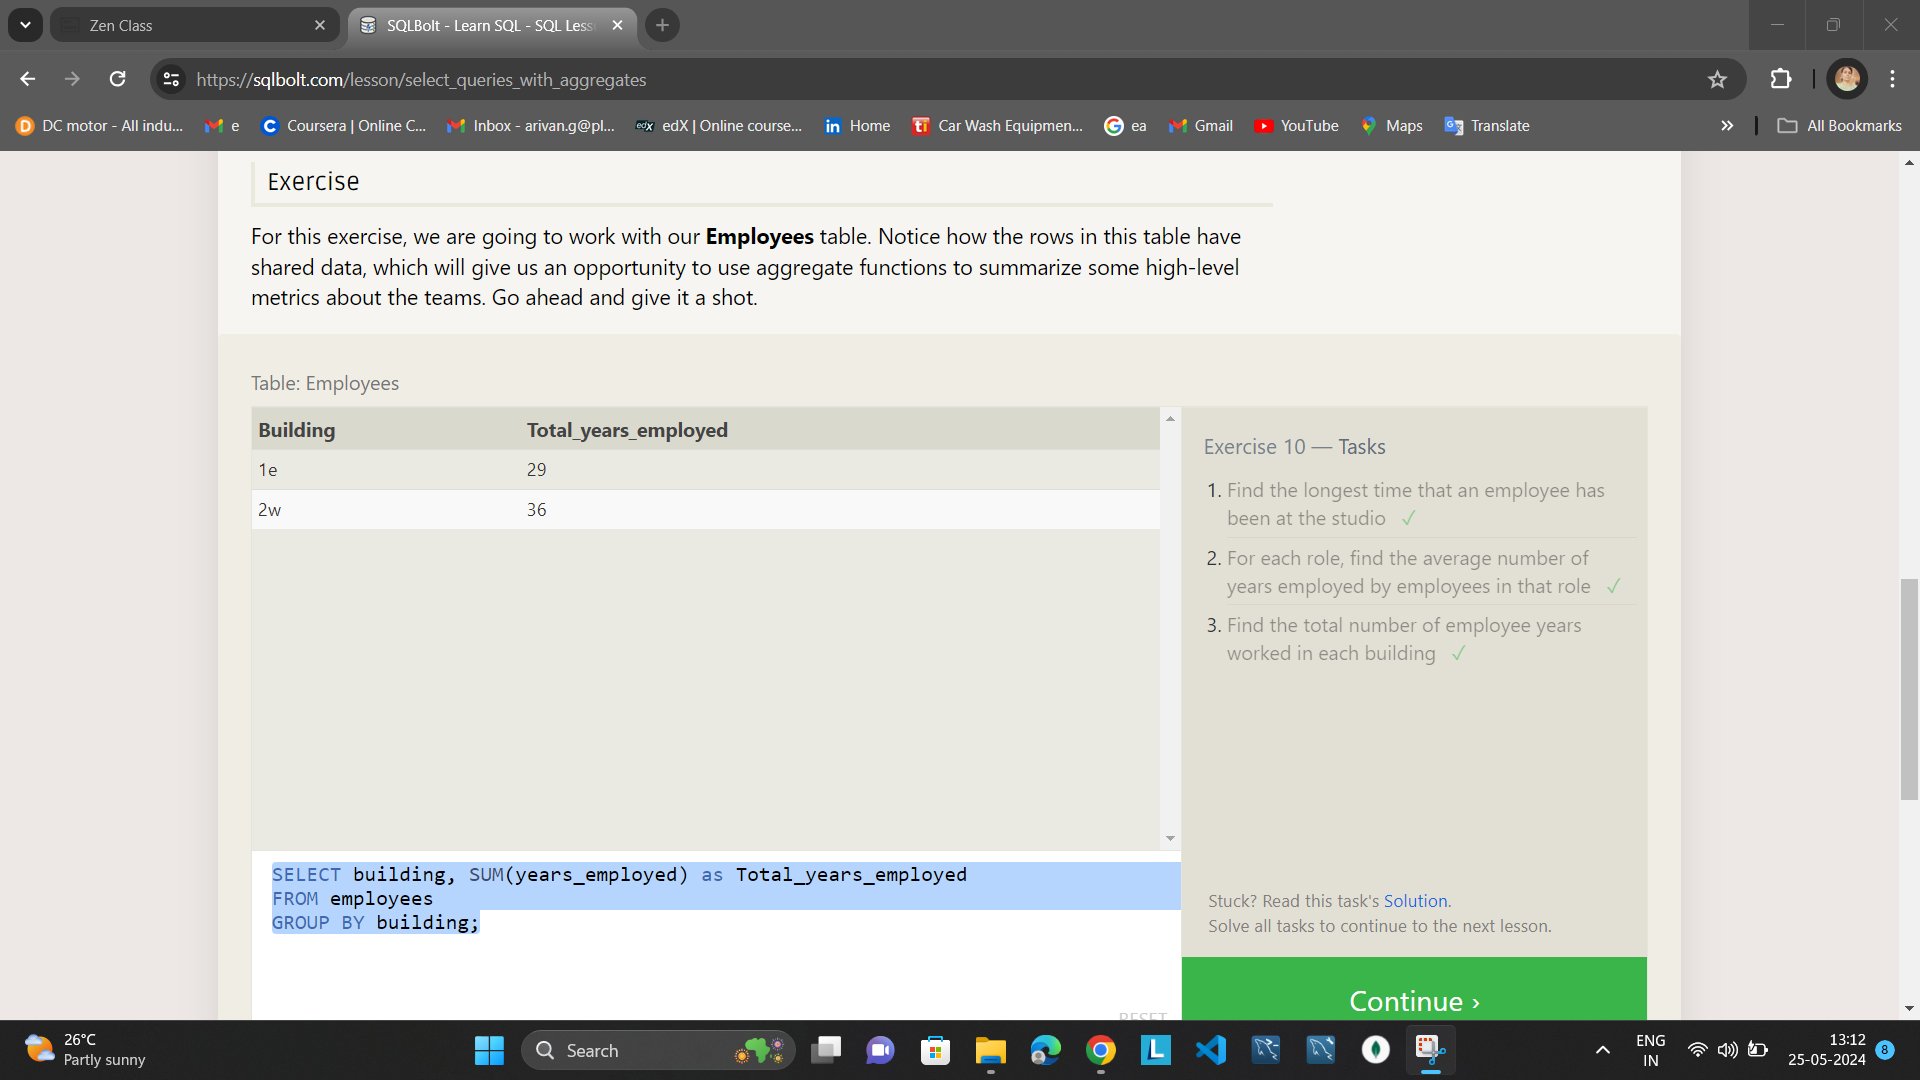 Zen Class
SQLBolt - Learn SQL - SQL Less
https://sqlbolt.com/lesson/select_queries_with_aggregates
DC motor - All indu...
e
Coursera | Online C...
Inbox - arivan.g@pl...
edX | Online course...
Home
Car Wash Equipmen...
ea
Gmail
YouTube
Maps
Translate
All Bookmarks
Exercise
For this exercise, we are going to work with our Employees table. Notice how the rows in this table have
shared data, which will give us an opportunity to use aggregate functions to summarize some high-level
metrics about the teams. Go ahead and give it a shot.
Table: Employees
Building Total_years_employed
1e 29
2w 36
Exercise 10 — Tasks
1. Find the longest time that an employee has
been at the studio ✓
2. For each role, find the average number of
years employed by employees in that role ✓
3. Find the total number of employee years
worked in each building ✓
SELECT building, SUM(years_employed) as Total_years_employed
FROM employees
GROUP BY building;
RESET
Stuck? Read this task's Solution.
Solve all tasks to continue to the next lesson.
Continue ›
26°C
Partly sunny
Search
ENG
IN
13:12
25-05-2024
8